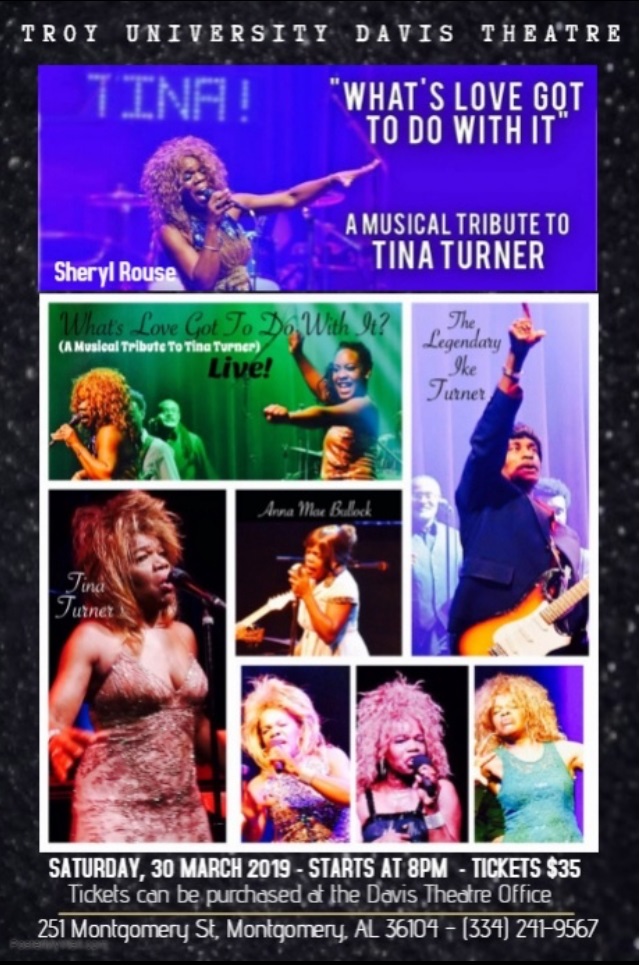 TROY UNIVERSITY DAVIS THEATRE
TINA!
"WHAT'S LOVE GOT
TO DO WITH IT"
A MUSICAL TRIBUTE TO
TINA TURNER
Sheryl Rouse
What's Love Got To Do With It?
(A Musical Tribute To Tina Turner)
Live!
The
Legendary
Ike
Turner
Anna Mae Bullock
Tina
Turner
SATURDAY, 30 MARCH 2019 - STARTS AT 8PM - TICKETS $35
Tickets can be purchased at the Davis Theatre Office
251 Montgomery St, Montgomery, AL 36104 - (334) 241-9567